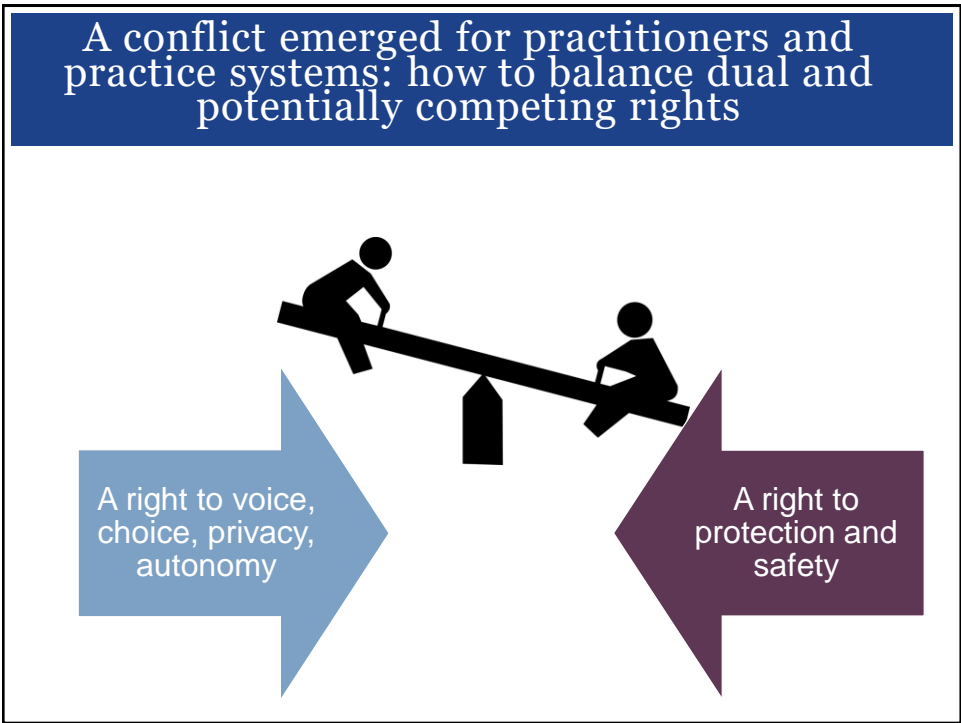 A conflict emerged for practitioners and
practice systems: how to balance dual and
potentially competing rights
A right to voice,
choice, privacy,
autonomy
A right to
protection and
safety